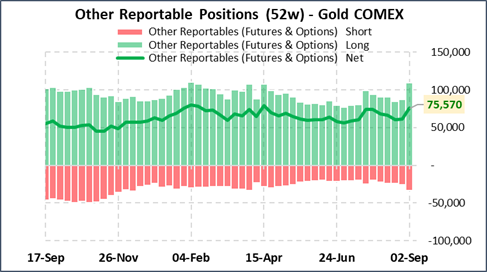 Other Reportable Positions (52w) - Gold COMEX
Other Reportables (Futures & Options) Short
Other Reportables (Futures & Options) Long
Other Reportables (Futures & Options) Net
150,000
100,000
75,570
50,000
-
-50,000
-100,000
17-Sep 26-Nov 04-Feb 15-Apr 24-Jun 02-Sep